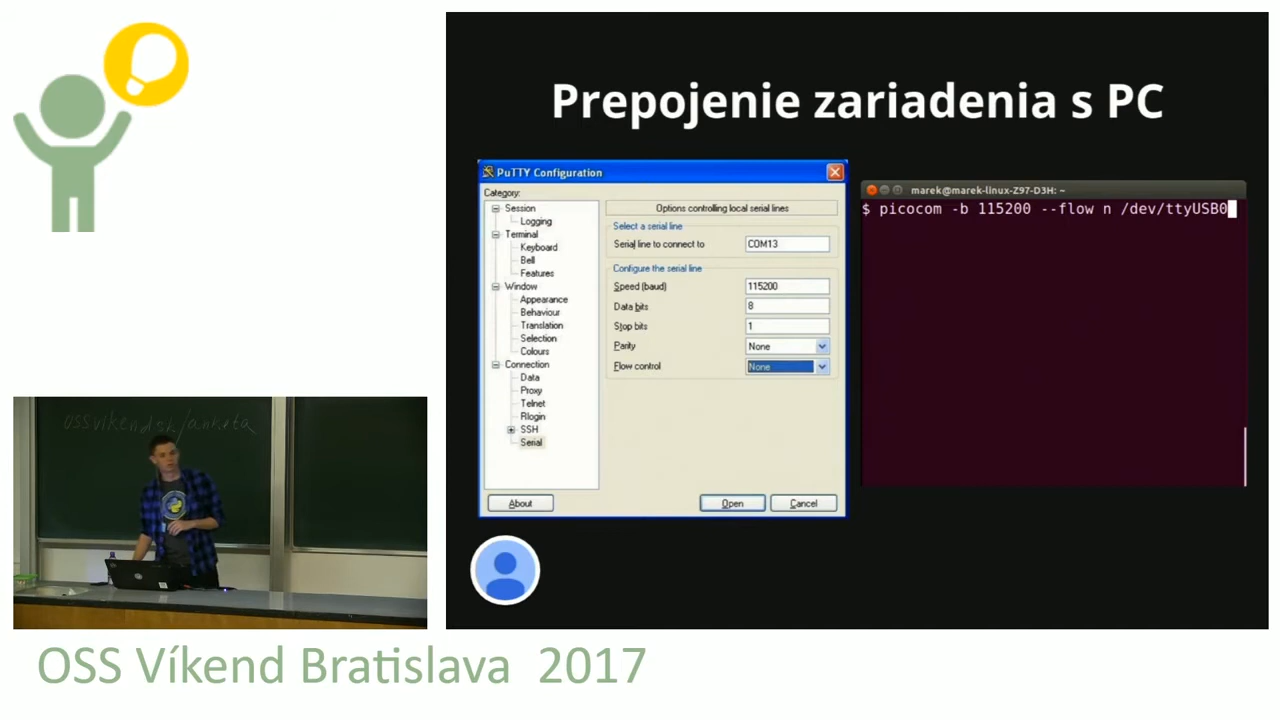 Prepojenie zariadenia s PC
PuTTY Configuration
Category:
Session
Logging
Terminal
Keyboard
Bell
Features
Window
Appearance
Behaviour
Translation
Selection
Colours
Connection
Data
Proxy
Telnet
Rlogin
SSH
Serial
Options controlling local serial lines
Select a serial line
Serial line to connect to COM13
Configure the serial line
Speed (baud) 115200
Data bits 8
Stop bits 1
Parity None
Flow control None
About Open Cancel
marek@marek-linux-Z97-D3H: ~
$ picocom -b 115200 --flow n /dev/ttyUSB0
ossvikend.sk/anketa
OSS Víkend Bratislava 2017